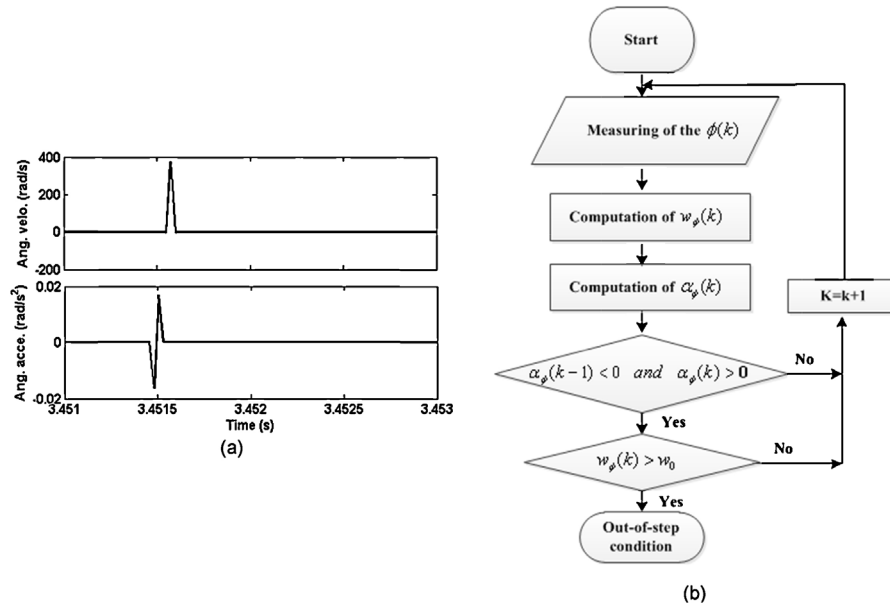 400
200
0
-200
Ang. velo. (rad/s)
0.02
0
-0.02
Ang. acce. (rad/s²)
3.451
3.4515
3.452
3.4525
3.453
Time (s)
(a)
Start
Measuring of the ϕ(k)
Computation of w_ϕ(k)
Computation of α_ϕ(k)
K=k+1
α_ϕ(k−1) < 0 and α_ϕ(k) > 0
No
Yes
w_ϕ(k) > w₀
No
Yes
Out-of-step
condition
(b)